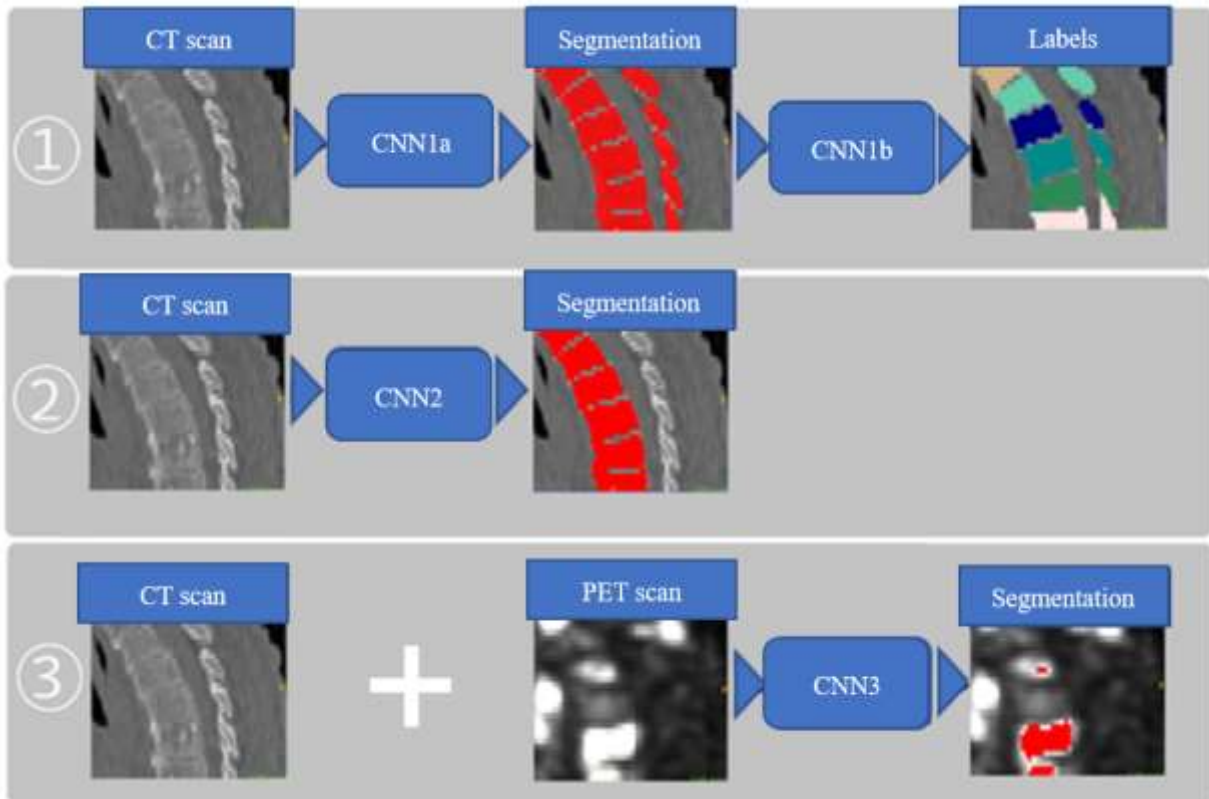 CT scan
Segmentation
Labels
①
CNN1a
CNN1b
CT scan
Segmentation
②
CNN2
CT scan
PET scan
Segmentation
③
CNN3